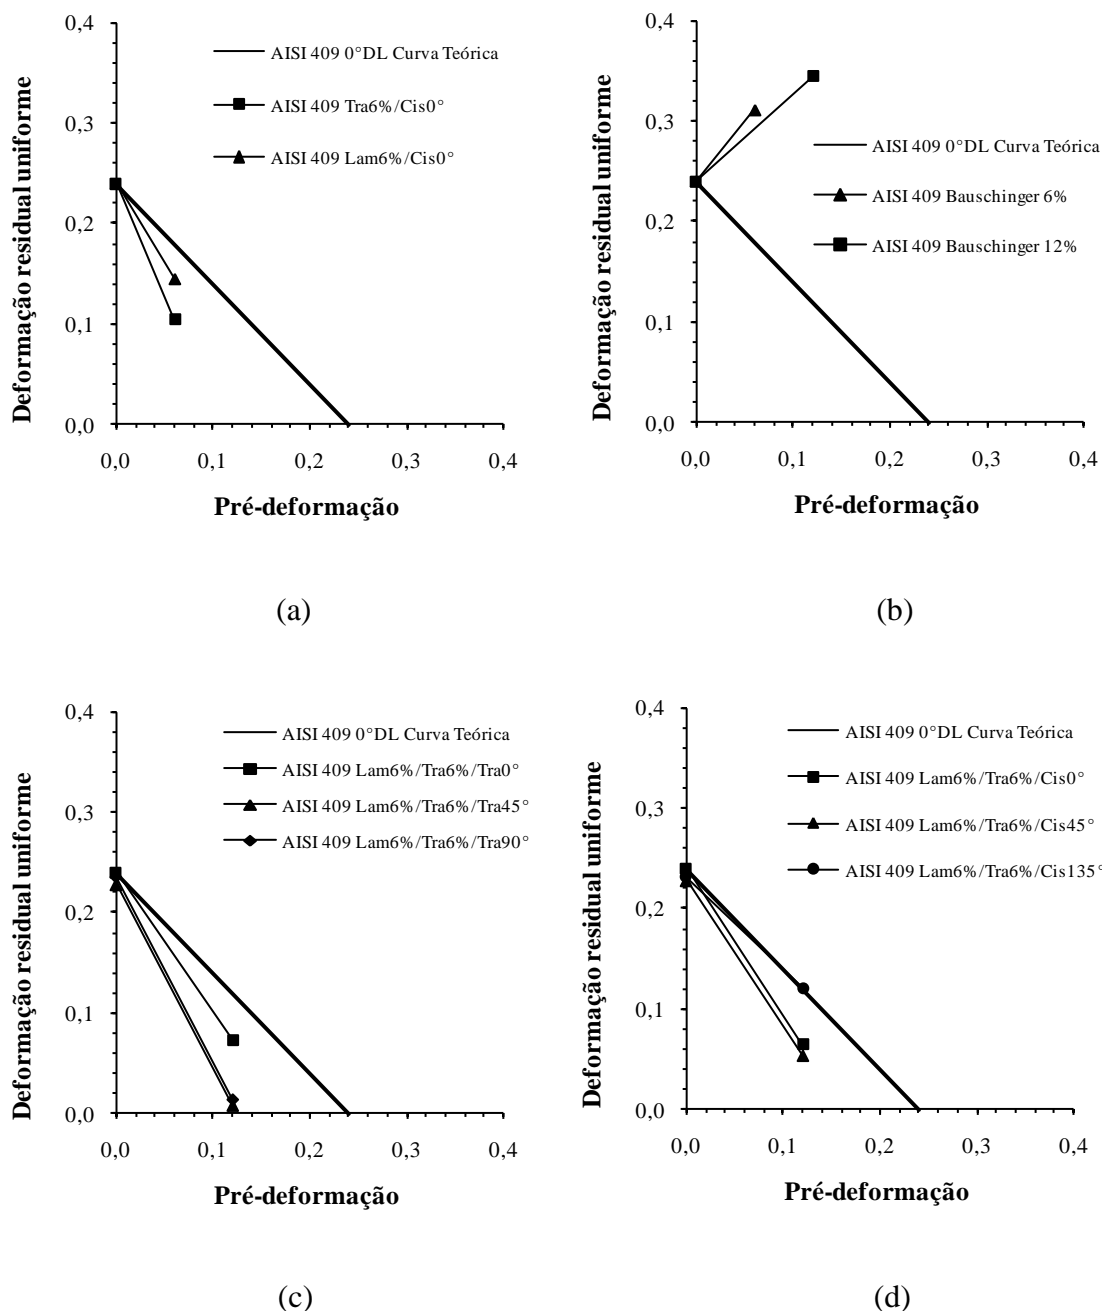 0,4
0,3
0,2
0,1
0,0
0,0 0,1 0,2 0,3 0,4
Deformação residual uniforme
Pré-deformação
AISI 409 0°DL Curva Teórica
AISI 409 Tra6%/Cis0°
AISI 409 Lam6%/Cis0°
(a)
0,4
0,3
0,2
0,1
0,0
0,0 0,1 0,2 0,3 0,4
Deformação residual uniforme
Pré-deformação
AISI 409 0°DL Curva Teórica
AISI 409 Bauschinger 6%
AISI 409 Bauschinger 12%
(b)
0,4
0,3
0,2
0,1
0,0
0,0 0,1 0,2 0,3 0,4
Deformação residual uniforme
Pré-deformação
AISI 409 0°DL Curva Teórica
AISI 409 Lam6%/Tra6%/Tra0°
AISI 409 Lam6%/Tra6%/Tra45°
AISI 409 Lam6%/Tra6%/Tra90°
(c)
0,4
0,3
0,2
0,1
0,0
0,0 0,1 0,2 0,3 0,4
Deformação residual uniforme
Pré-deformação
AISI 409 0°DL Curva Teórica
AISI 409 Lam6%/Tra6%/Cis0°
AISI 409 Lam6%/Tra6%/Cis45°
AISI 409 Lam6%/Tra6%/Cis135°
(d)